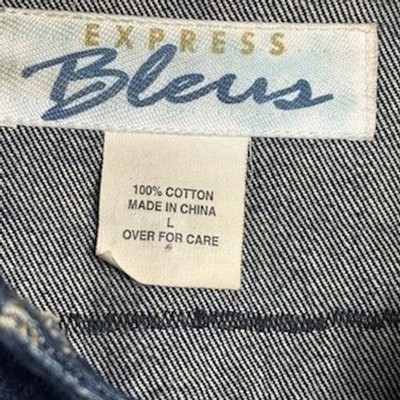 EXPRESS
Bleus
100% COTTON
MADE IN CHINA
L
OVER FOR CARE